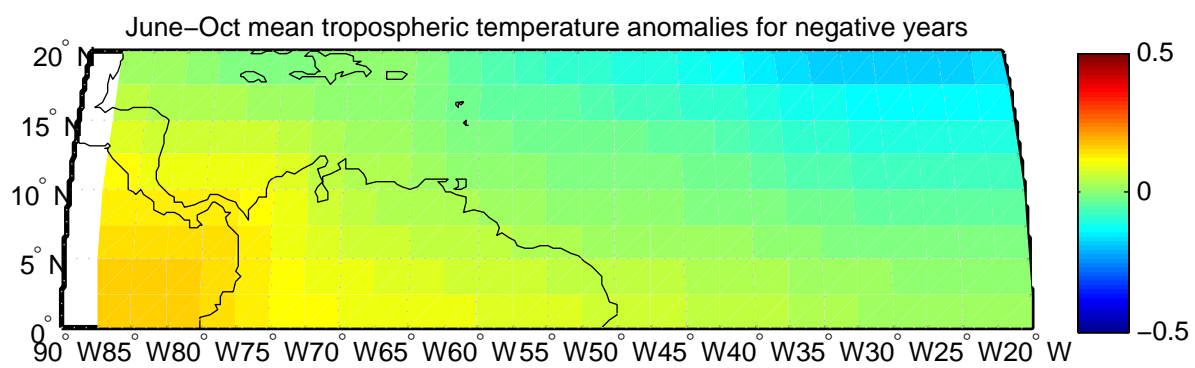 June−Oct mean tropospheric temperature anomalies for negative years
20° N
15° N
10° N
5° N
0°
90° W85° W80° W75° W70° W65° W60° W55° W50° W45° W40° W35° W30° W25° W20° W
0.5
0
−0.5